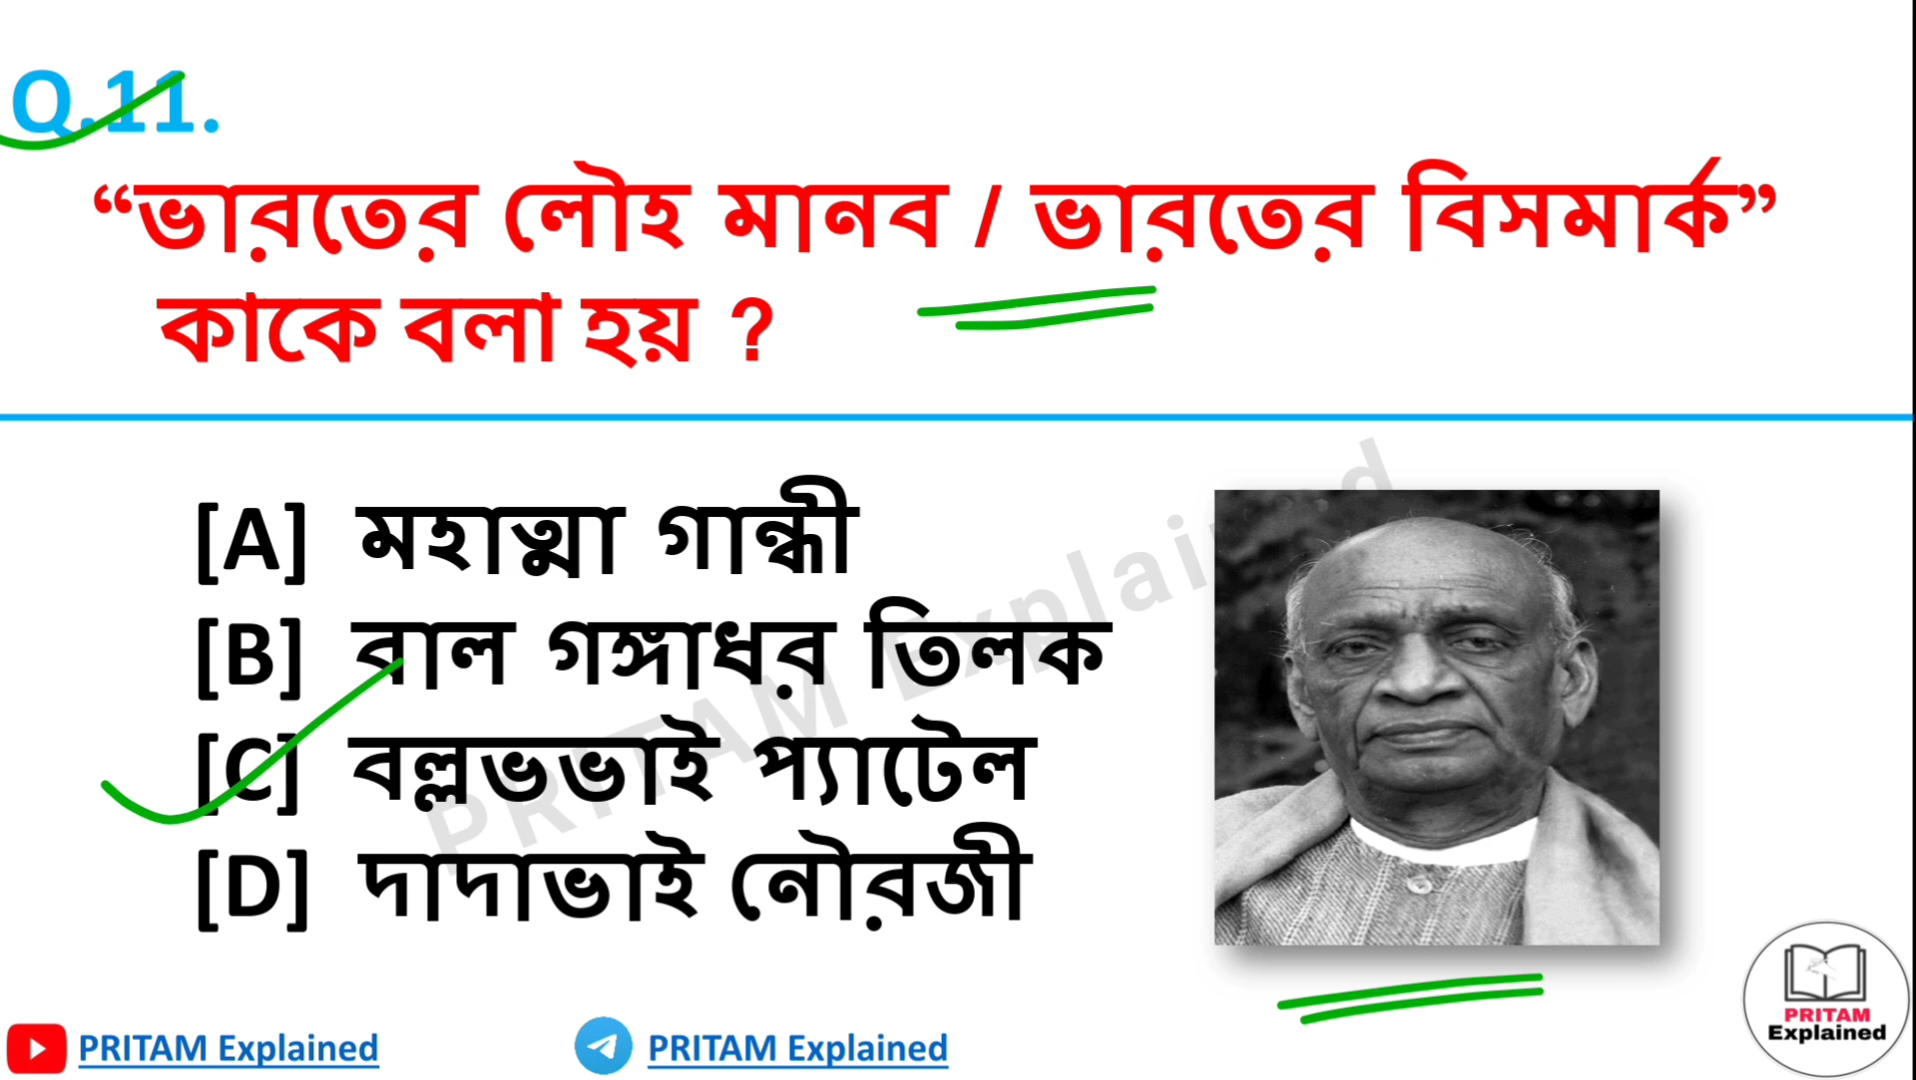 Q.11.
“ভারতের লৌহ মানব / ভারতের বিসমার্ক”
কাকে বলা হয় ?
[A] মহাত্মা গান্ধী
[B] বাল গঙ্গাধর তিলক
[C] বল্লভভাই প্যাটেল
[D] দাদাভাই নৌরজী
PRITAM Explained
PRITAM Explained
PRITAM Explained
PRITAM
Explained